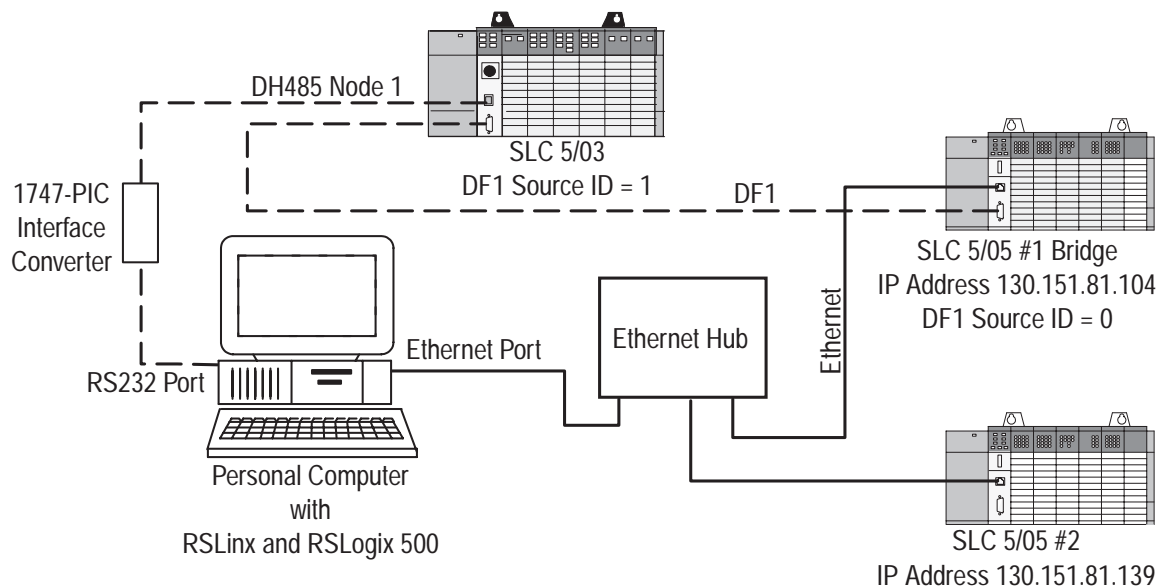 DH485 Node 1
SLC 5/03
DF1 Source ID = 1
DF1
1747-PIC
Interface
Converter
SLC 5/05 #1 Bridge
IP Address 130.151.81.104
DF1 Source ID = 0
Ethernet
Ethernet Hub
Ethernet Port
RS232 Port
Personal Computer
with
RSLinx and RSLogix 500
SLC 5/05 #2
IP Address 130.151.81.139